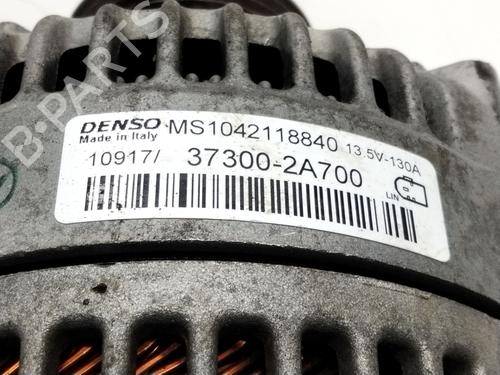 DENSO MS1042118840 13.5V-130A
Made in Italy
10917/ 37300-2A700
LIN
B-PARTS